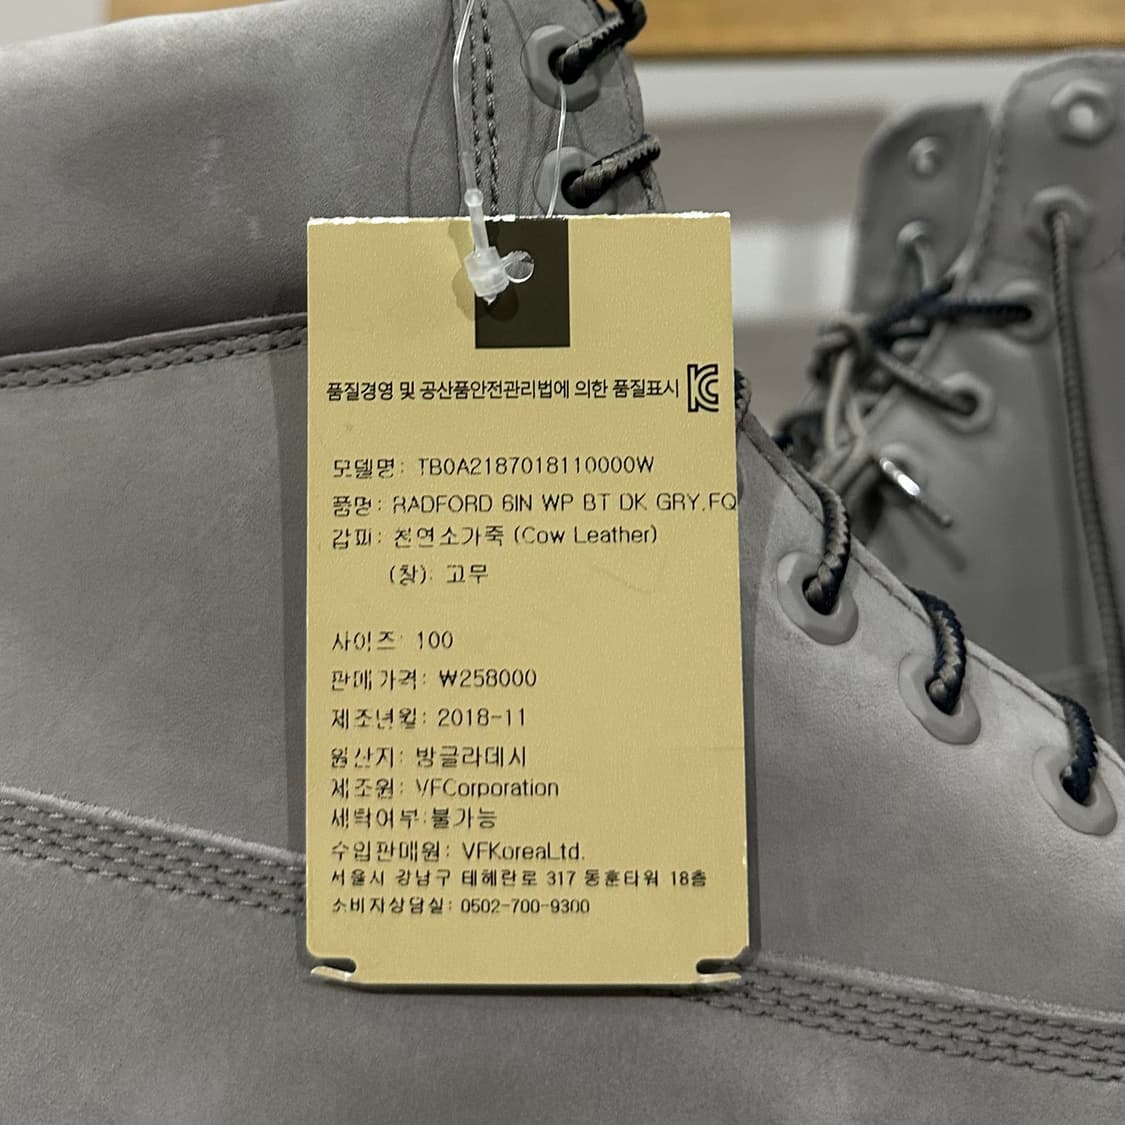 품질경영 및 공산품안전관리법에 의한 품질표시
모델명: TB0A2187018110000W
품명: RADFORD 6IN WP BT DK GRY,FQ
갑피: 천연소가죽 (Cow Leather)
(창): 고무
사이즈: 100
판매가격: ₩258000
제조년월: 2018-11
원산지: 방글라데시
제조원: VFCorporation
세탁여부:불가능
수입판매원: VFKoreaLtd.
서울시 강남구 테헤란로 317 동훈타워 18층
소비자상담실: 0502-700-9300